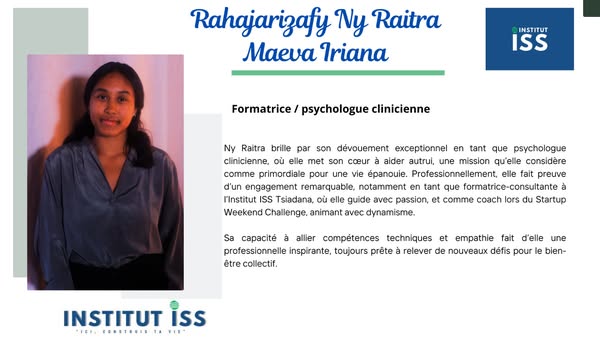 Rahajarizafy Ny Raitra
Maeva Iriana
INSTITUT
ISS
Formatrice / psychologue clinicienne
Ny Raitra brille par son dévouement exceptionnel en tant que psychologue
clinicienne, où elle met son cœur à aider autrui, une mission qu'elle considère
comme primordiale pour une vie épanouie. Professionnellement, elle fait preuve
d'un engagement remarquable, notamment en tant que formatrice-consultante à
l'Institut ISS Tsiadana, où elle guide avec passion, et comme coach lors du Startup
Weekend Challenge, animant avec dynamisme.
Sa capacité à allier compétences techniques et empathie fait d'elle une
professionnelle inspirante, toujours prête à relever de nouveaux défis pour le bien-
être collectif.
INSTITUT ISS
"ICI, CONSTRUIS TA VIE"